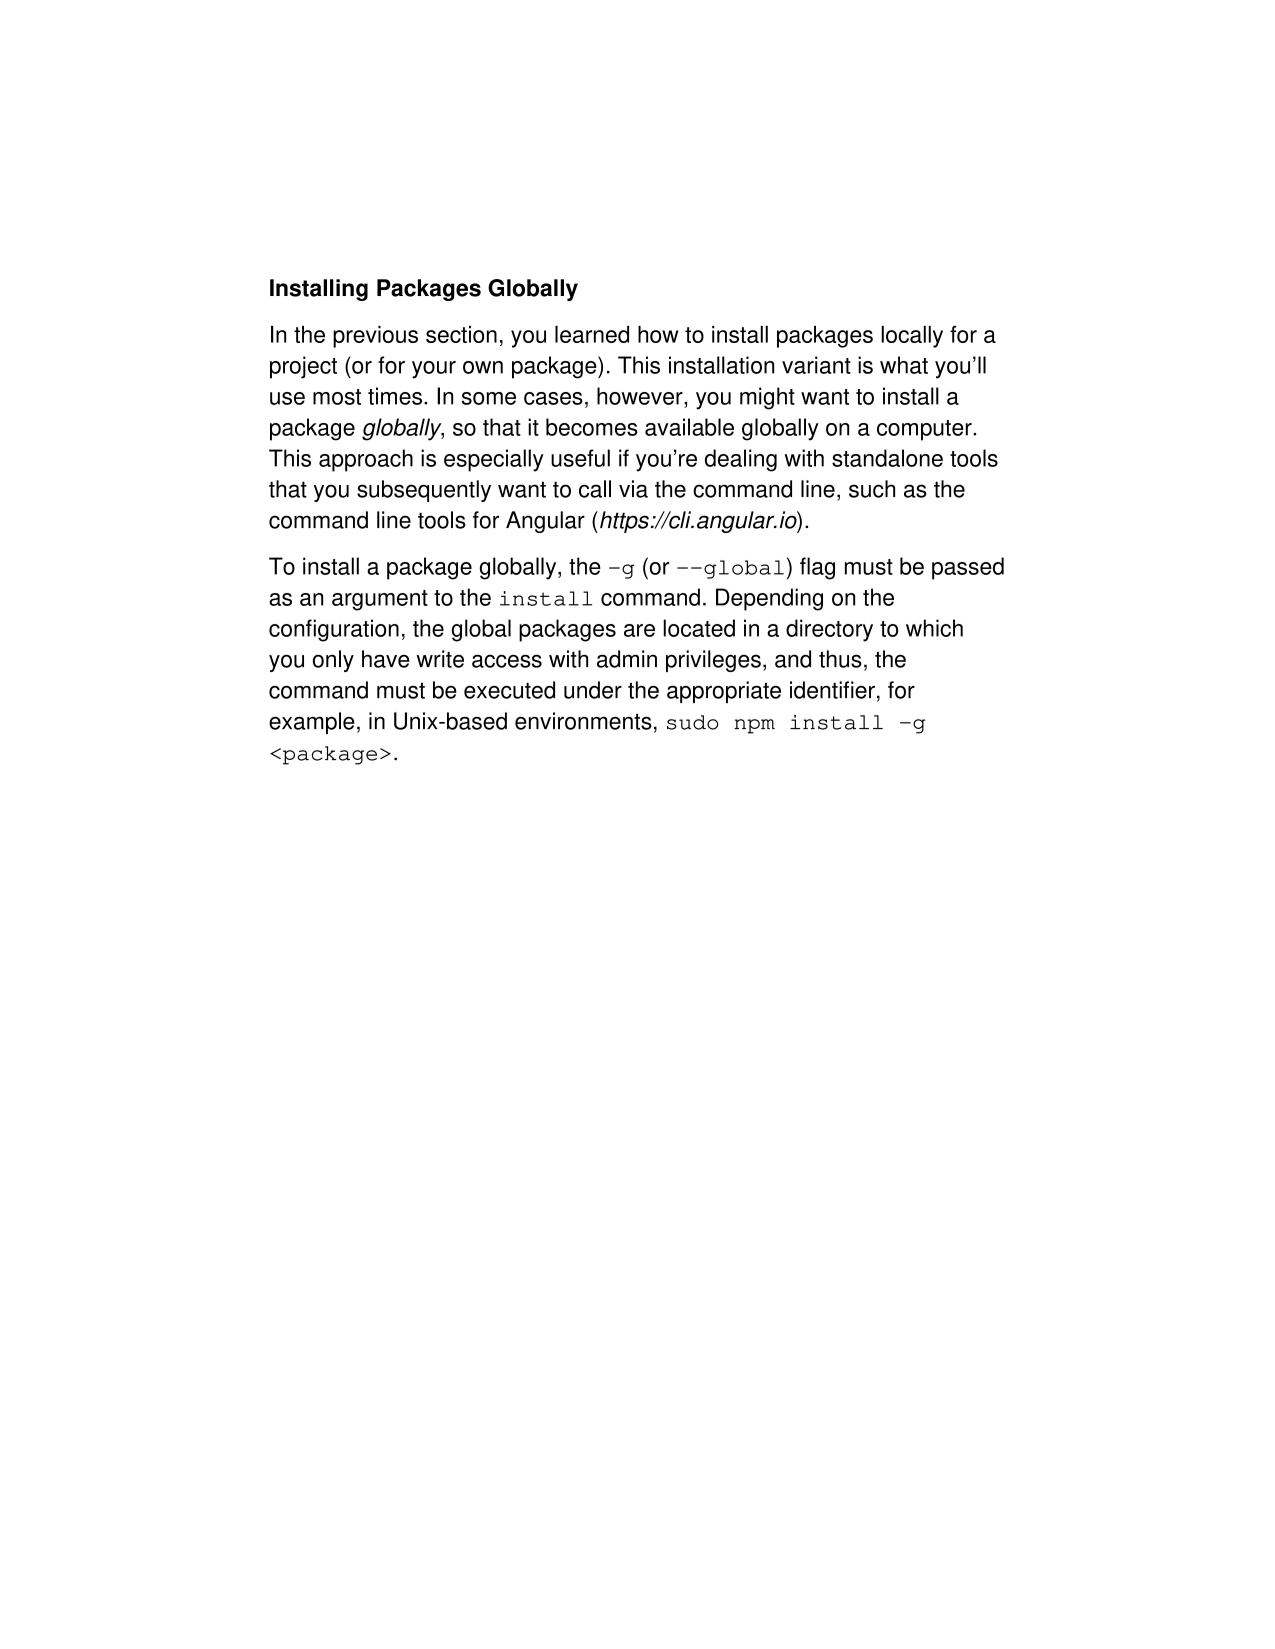 Installing Packages Globally
In the previous section, you learned how to install packages locally for a
project (or for your own package). This installation variant is what you’ll
use most times. In some cases, however, you might want to install a
package globally, so that it becomes available globally on a computer.
This approach is especially useful if you’re dealing with standalone tools
that you subsequently want to call via the command line, such as the
command line tools for Angular (https://cli.angular.io).
To install a package globally, the -g (or --global) flag must be passed
as an argument to the install command. Depending on the
configuration, the global packages are located in a directory to which
you only have write access with admin privileges, and thus, the
command must be executed under the appropriate identifier, for
example, in Unix-based environments, sudo npm install -g
<package>.